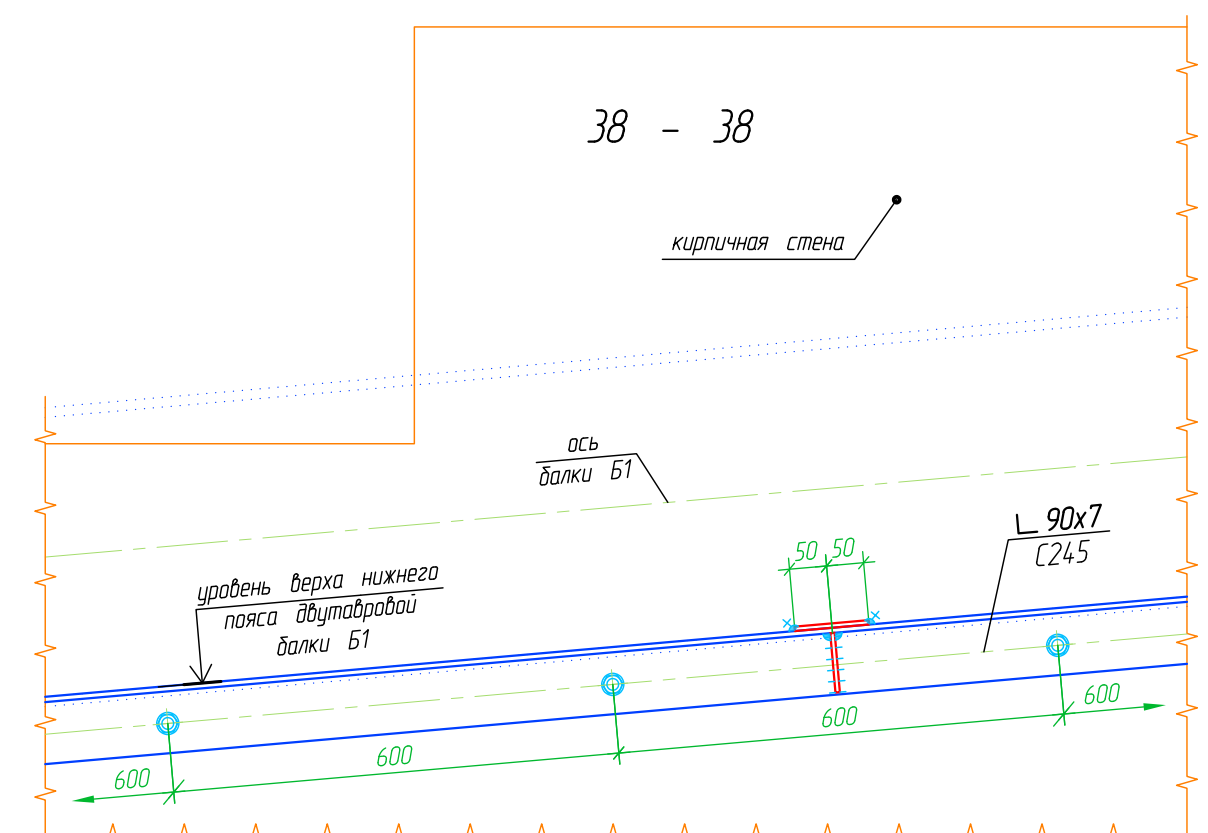 38 - 38
кирпичная стена
ось
балки Б1
90х7
С245
50 50
уровень верха нижнего
пояса двутавровой
балки Б1
600
600
600
600